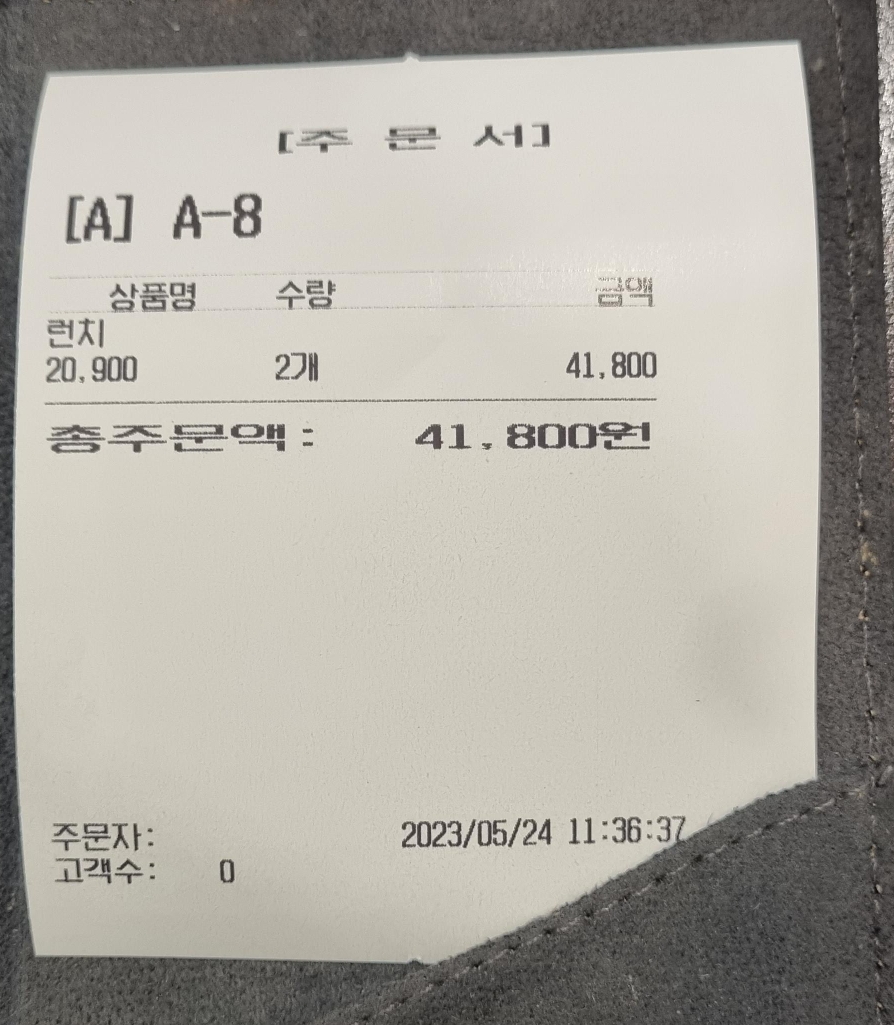 [주 문 서]
[A] A-8
상품명 수량 금액
런치
20,900 2개 41,800
총주문액: 41,800원
주문자: 2023/05/24 11:36:37
고객수: 0